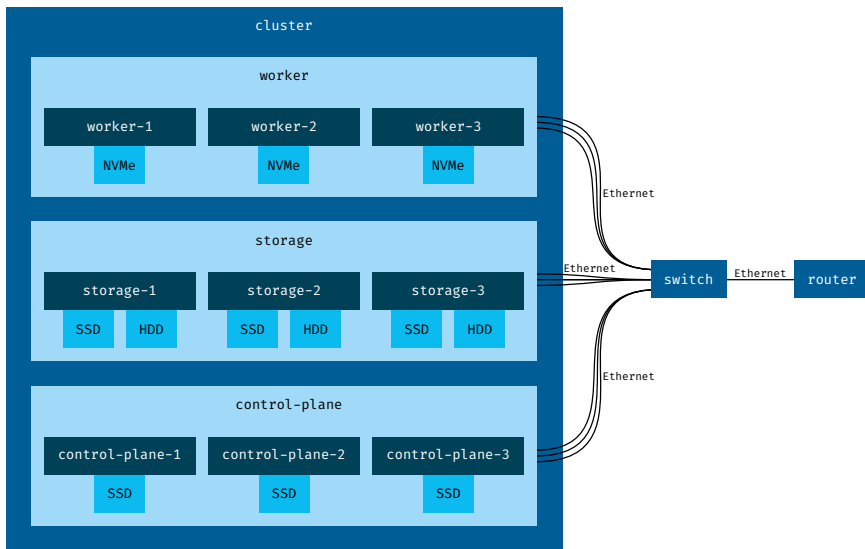 cluster
worker
worker-1 worker-2 worker-3
NVMe NVMe NVMe
Ethernet
storage
Ethernet
storage-1 storage-2 storage-3
switch Ethernet router
SSD HDD SSD HDD SSD HDD
Ethernet
control-plane
control-plane-1 control-plane-2 control-plane-3
SSD SSD SSD